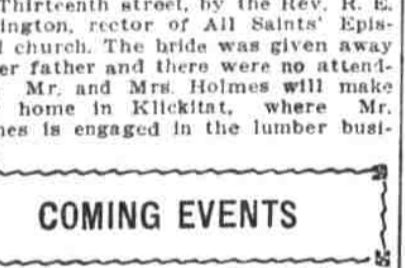 Thirteenth street, by the Rev. R. E.
ington, rector of All Saints' Epis-
l church. The bride was given away
er father and there were no attend-
Mr. and Mrs. Holmes will make
home in Klickitat, where Mr.
nes is engaged in the lumber busi-
COMING EVENTS